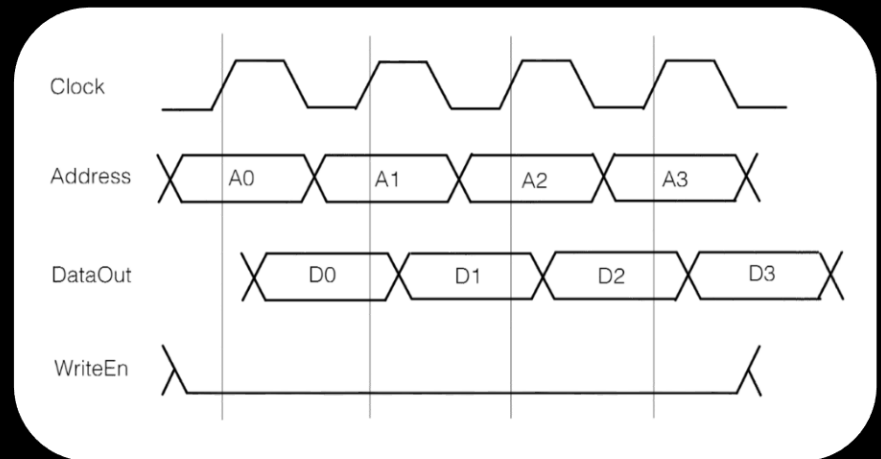 Clock
Address A0 A1 A2 A3
DataOut D0 D1 D2 D3
WriteEn